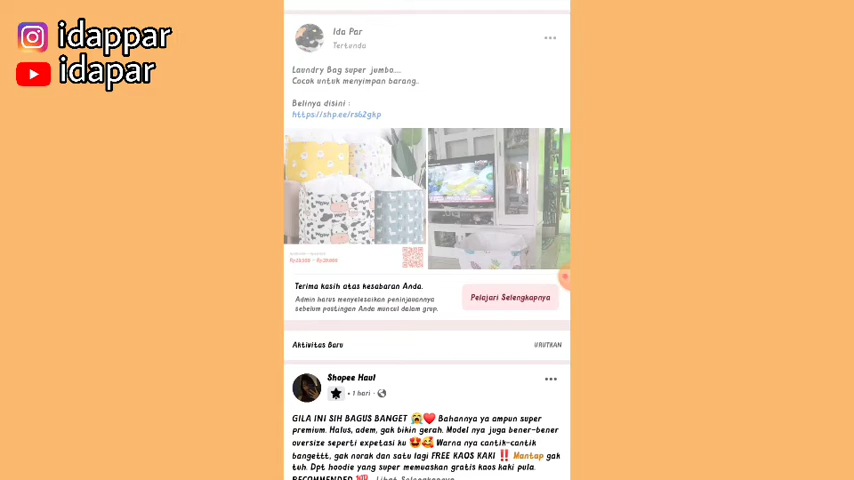 idappar
idapar
Ida Par
Tertunda
Laundry Bag super jumbo....
Cocok untuk menyimpan barang..
Belinya disini :
https://shp.ee/rs62gkp
Terima kasih atas kesabaran Anda.
Admin harus menyelesaikan peninjauannya
sebelum postingan Anda muncul dalam grup.
Pelajari Selengkapnya
Aktivitas Baru
URUTKAN
Shopee Haul
• 1 hari ·
GILA INI SIH BAGUS BANGET 😭❤️ Bahannya ya ampun super
premium. Halus, adem, gak bikin gerah. Model nya juga bener-bener
oversize seperti expetasi ku 😍🥰 Warna nya cantik-cantik
bangettt, gak norak dan satu lagi FREE KAOS KAKI ‼️ Mantap gak
tuh. Dpt hoodie yang super memuaskan gratis kaos kaki pula.
RECOMMENDED 💯 ... Lihat Selengkapnya